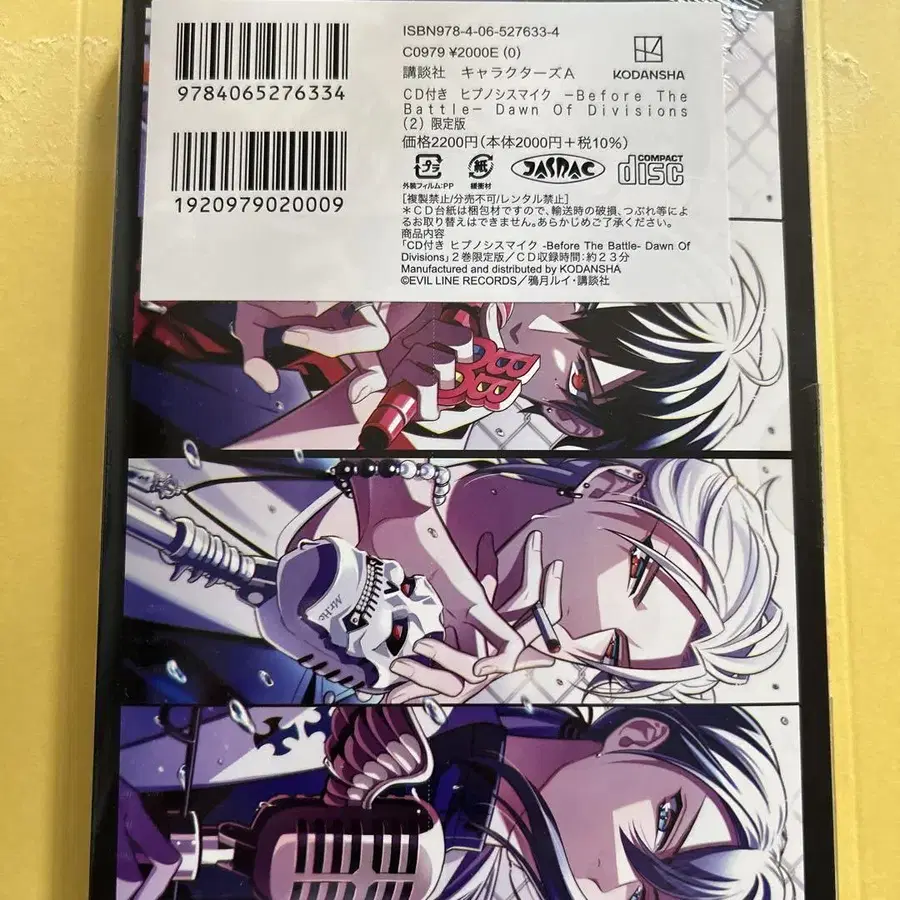 ISBN978-4-06-527633-4
C0979 ¥2000E (0)
講談社 キャラクターズA
KODANSHA
9784065276334
CD付き ヒプノシスマイク −Before The
Battle− Dawn Of Divisions
(2) 限定版
価格2200円(本体2000円+税10%)
プラ
紙
JASRAC
COMPACT
disc
外装フィルム:PP
緩衝材
1920979020009
[複製禁止/分売不可/レンタル禁止]
*CD台紙は梱包材ですので、輸送時の破損、つぶれ等によ
るお取り替えはできません。あらかじめご了承ください。
商品内容
「CD付き ヒプノシスマイク -Before The Battle- Dawn Of
Divisions」2巻限定版/CD収録時間:約23分
Manufactured and distributed by KODANSHA
©EVIL LINE RECORDS/鴉月ルイ・講談社
BB
Mr.Hc